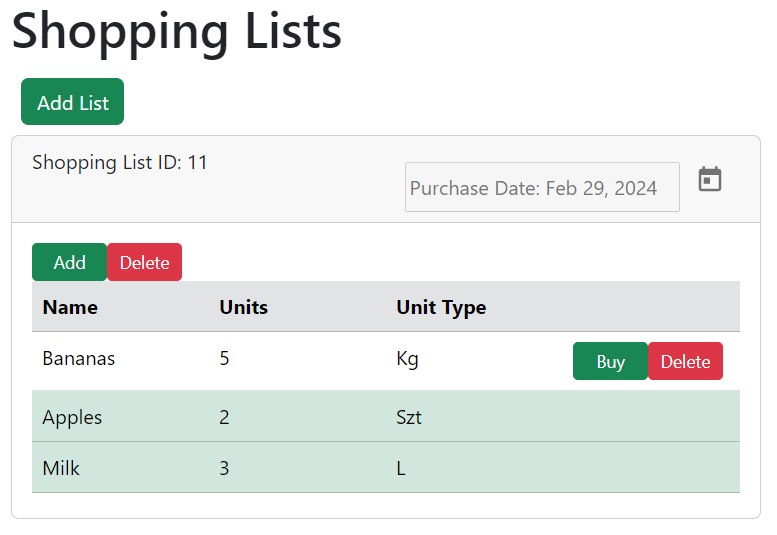 Shopping Lists
Add List
Shopping List ID: 11
Purchase Date: Feb 29, 2024
Add Delete
Name Units Unit Type
Bananas 5 Kg Buy Delete
Apples 2 Szt
Milk 3 L